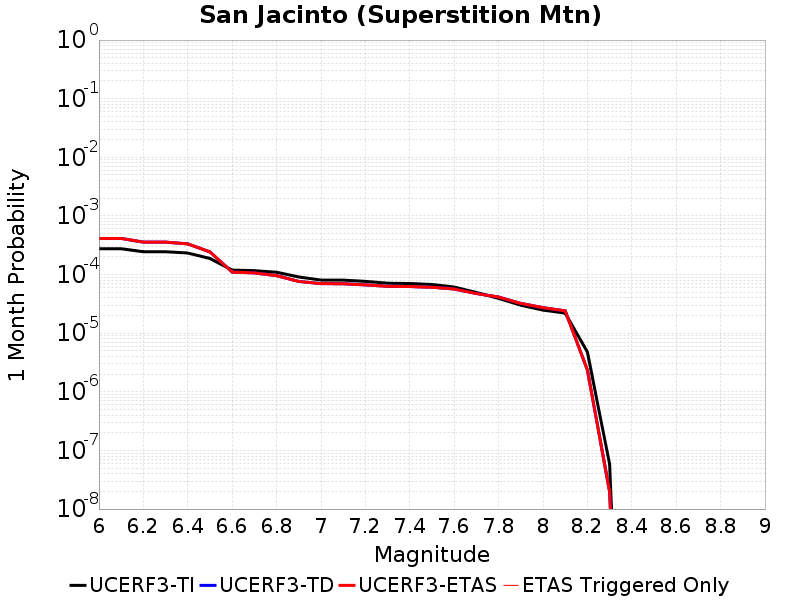 San Jacinto (Superstition Mtn)
1 Month Probability
10^0
10^-1
10^-2
10^-3
10^-4
10^-5
10^-6
10^-7
10^-8
6 6.2 6.4 6.6 6.8 7 7.2 7.4 7.6 7.8 8 8.2 8.4 8.6 8.8 9
Magnitude
UCERF3-TI UCERF3-TD UCERF3-ETAS ETAS Triggered Only